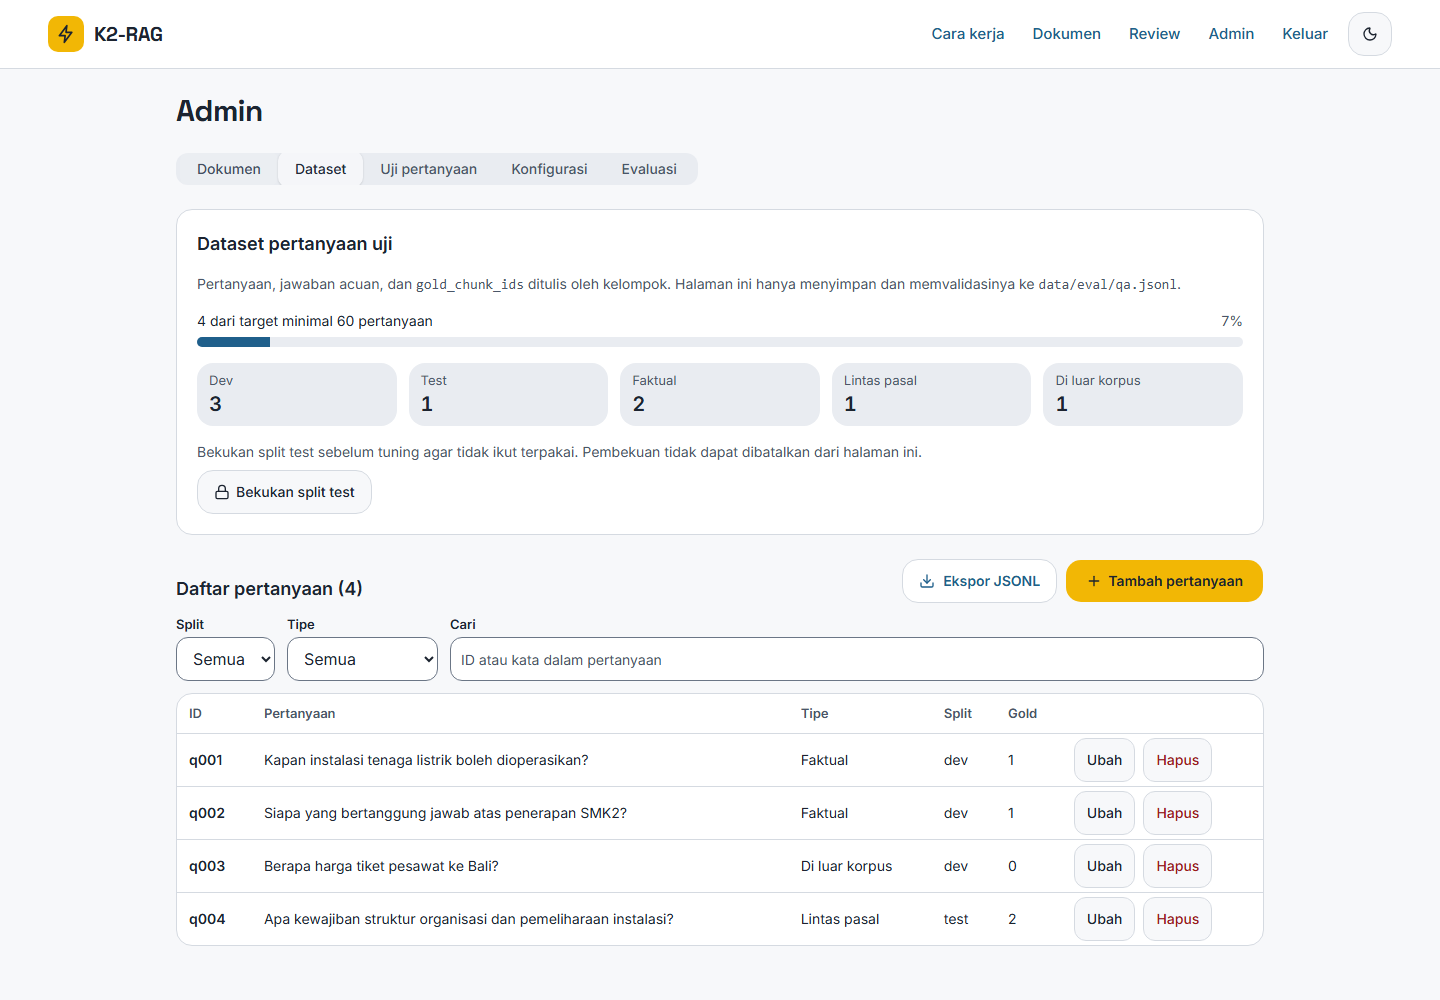 K2-RAG
Cara kerja Dokumen Review Admin Keluar
Admin
Dokumen Dataset Uji pertanyaan Konfigurasi Evaluasi
Dataset pertanyaan uji
Pertanyaan, jawaban acuan, dan gold_chunk_ids ditulis oleh kelompok. Halaman ini hanya menyimpan dan memvalidasinya ke data/eval/qa.jsonl.
4 dari target minimal 60 pertanyaan 7%
Dev Test Faktual Lintas pasal Di luar korpus
3 1 2 1 1
Bekukan split test sebelum tuning agar tidak ikut terpakai. Pembekuan tidak dapat dibatalkan dari halaman ini.
Bekukan split test
Daftar pertanyaan (4) Ekspor JSONL Tambah pertanyaan
Split Tipe Cari
Semua Semua ID atau kata dalam pertanyaan
ID Pertanyaan Tipe Split Gold
q001 Kapan instalasi tenaga listrik boleh dioperasikan? Faktual dev 1 Ubah Hapus
q002 Siapa yang bertanggung jawab atas penerapan SMK2? Faktual dev 1 Ubah Hapus
q003 Berapa harga tiket pesawat ke Bali? Di luar korpus dev 0 Ubah Hapus
q004 Apa kewajiban struktur organisasi dan pemeliharaan instalasi? Lintas pasal test 2 Ubah Hapus